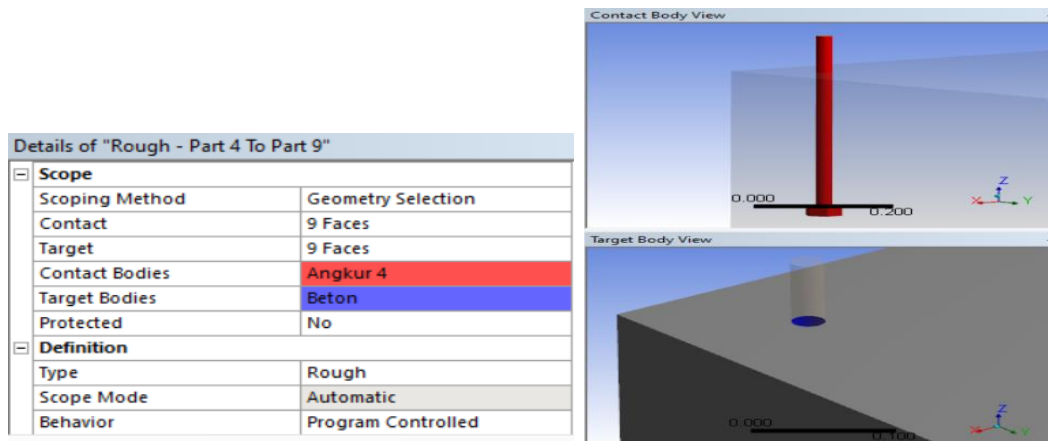 Details of "Rough - Part 4 To Part 9"
Scope
Scoping Method Geometry Selection
Contact 9 Faces
Target 9 Faces
Contact Bodies Angkur 4
Target Bodies Beton
Protected No
Definition
Type Rough
Scope Mode Automatic
Behavior Program Controlled
Contact Body View
0.000
0.200
Z
X Y
Target Body View
0.000
0.100
Z
X Y